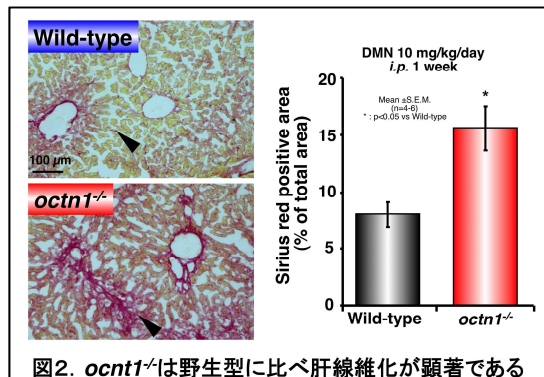 Wild-type
100 µm
octn1-/-
DMN 10 mg/kg/day
i.p. 1 week
Mean ±S.E.M.
(n=4-6)
* : p<0.05 vs Wild-type
Sirius red positive area
(% of total area)
20
15
10
5
0
*
Wild-type
octn1-/-
図2. ocnt1-/-は野生型に比べ肝線維化が顕著である